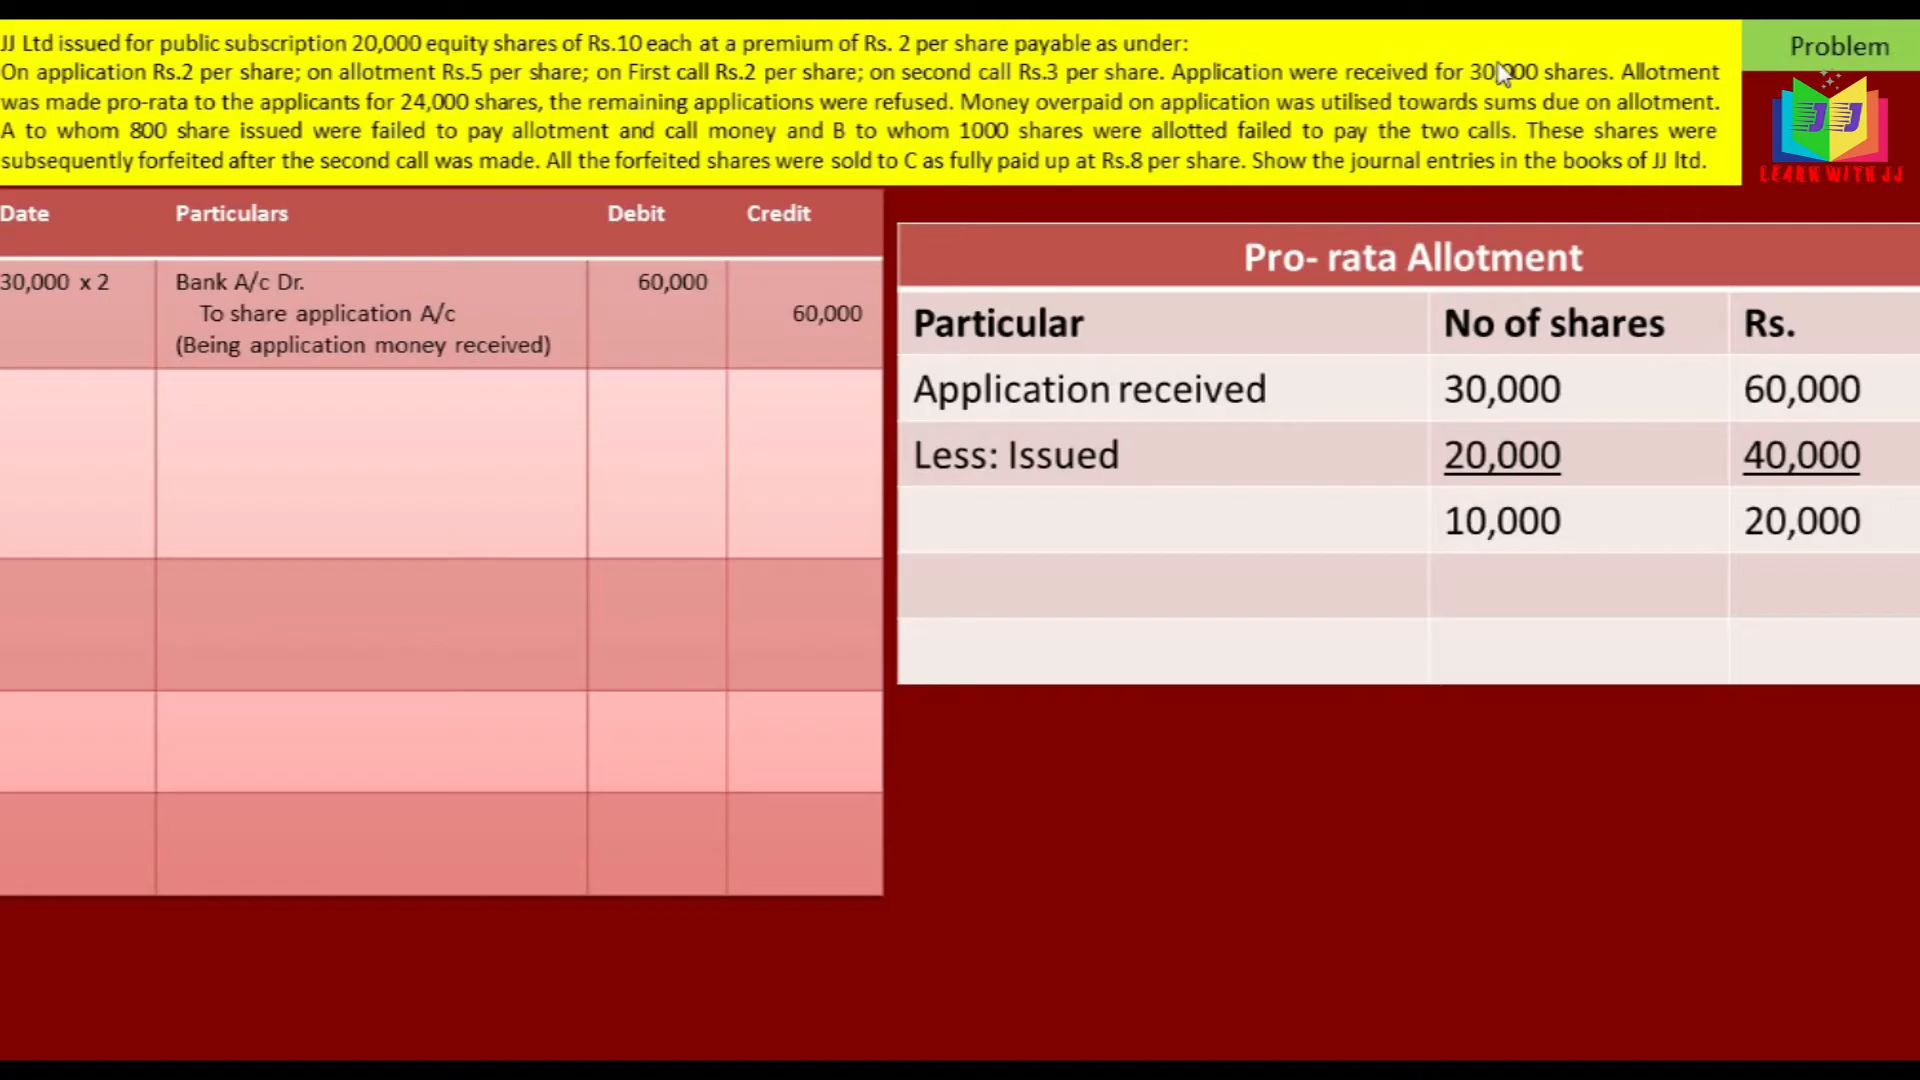 JJ Ltd issued for public subscription 20,000 equity shares of Rs.10 each at a premium of Rs. 2 per share payable as under:
On application Rs.2 per share; on allotment Rs.5 per share; on First call Rs.2 per share; on second call Rs.3 per share. Application were received for 30,000 shares. Allotment
was made pro-rata to the applicants for 24,000 shares, the remaining applications were refused. Money overpaid on application was utilised towards sums due on allotment.
A to whom 800 share issued were failed to pay allotment and call money and B to whom 1000 shares were allotted failed to pay the two calls. These shares were
subsequently forfeited after the second call was made. All the forfeited shares were sold to C as fully paid up at Rs.8 per share. Show the journal entries in the books of JJ ltd.
Problem
JJ
LEARN WITH JJ
Date Particulars Debit Credit
30,000 x 2 Bank A/c Dr. 60,000
To share application A/c 60,000
(Being application money received)
Pro- rata Allotment
Particular No of shares Rs.
Application received 30,000 60,000
Less: Issued 20,000 40,000
10,000 20,000